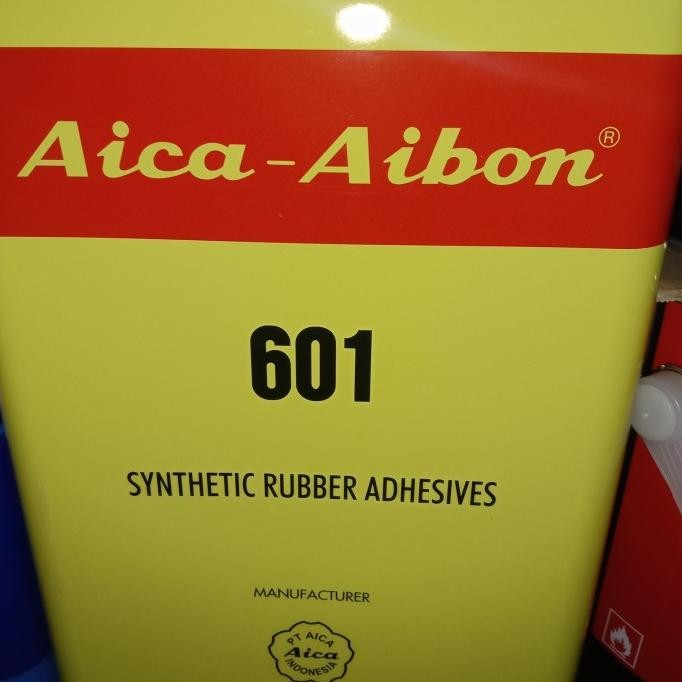 Aica-Aibon®
601
SYNTHETIC RUBBER ADHESIVES
MANUFACTURER
PT AICA
Aica
INDONESIA